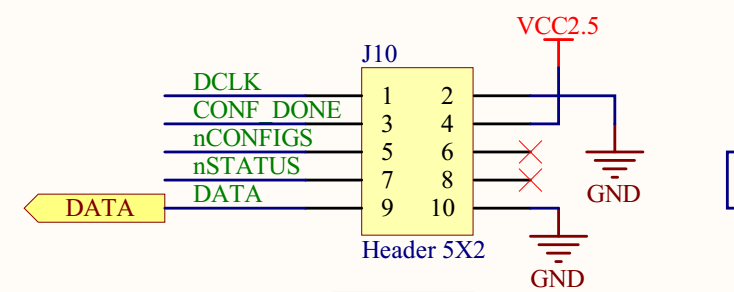 VCC2.5
J10
DCLK 1 2
CONF_DONE 3 4
nCONFIGS 5 6
nSTATUS 7 8
DATA DATA 9 10
GND
Header 5X2
GND